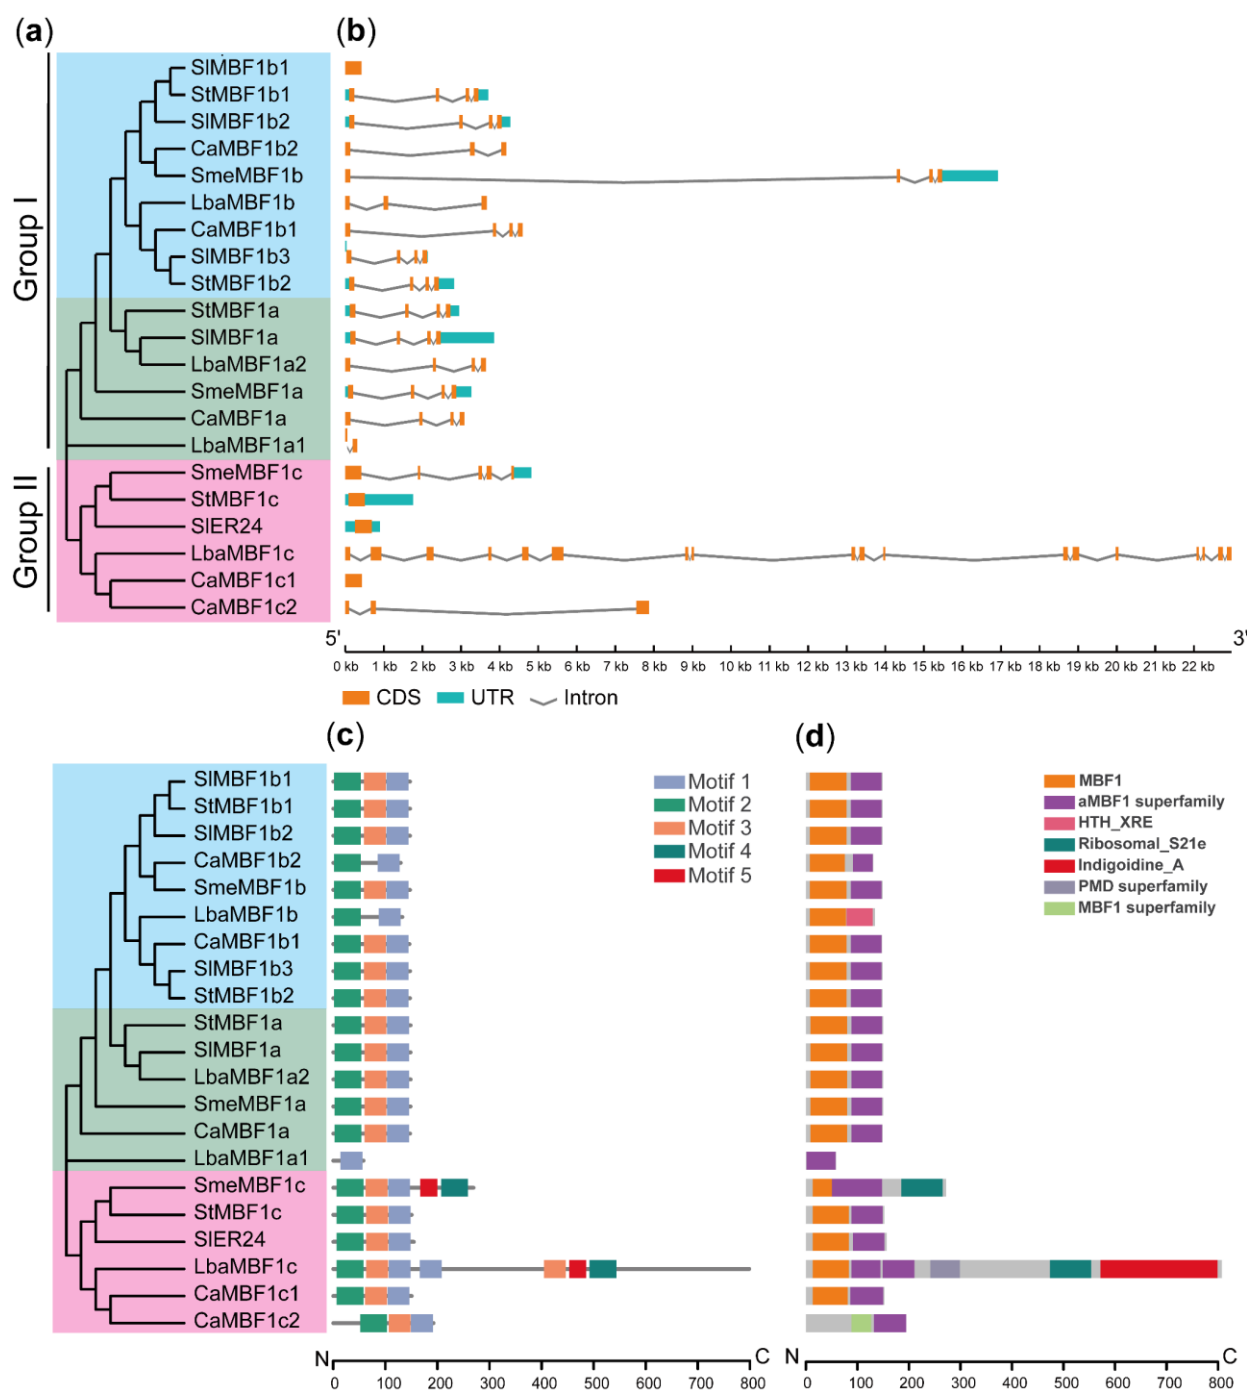 (a)
(b)
Group I
Group II
SlMBF1b1
StMBF1b1
SlMBF1b2
CaMBF1b2
SmeMBF1b
LbaMBF1b
CaMBF1b1
SlMBF1b3
StMBF1b2
StMBF1a
SlMBF1a
LbaMBF1a2
SmeMBF1a
CaMBF1a
LbaMBF1a1
SmeMBF1c
StMBF1c
SlER24
LbaMBF1c
CaMBF1c1
CaMBF1c2
5' 3'
0 kb 1 kb 2 kb 3 kb 4 kb 5 kb 6 kb 7 kb 8 kb 9 kb 10 kb 11 kb 12 kb 13 kb 14 kb 15 kb 16 kb 17 kb 18 kb 19 kb 20 kb 21 kb 22 kb
CDS UTR Intron
(c)
(d)
SlMBF1b1
StMBF1b1
SlMBF1b2
CaMBF1b2
SmeMBF1b
LbaMBF1b
CaMBF1b1
SlMBF1b3
StMBF1b2
StMBF1a
SlMBF1a
LbaMBF1a2
SmeMBF1a
CaMBF1a
LbaMBF1a1
SmeMBF1c
StMBF1c
SlER24
LbaMBF1c
CaMBF1c1
CaMBF1c2
Motif 1
Motif 2
Motif 3
Motif 4
Motif 5
N C
0 100 200 300 400 500 600 700 800
MBF1
aMBF1 superfamily
HTH_XRE
Ribosomal_S21e
Indigoidine_A
PMD superfamily
MBF1 superfamily
N C
0 100 200 300 400 500 600 700 800